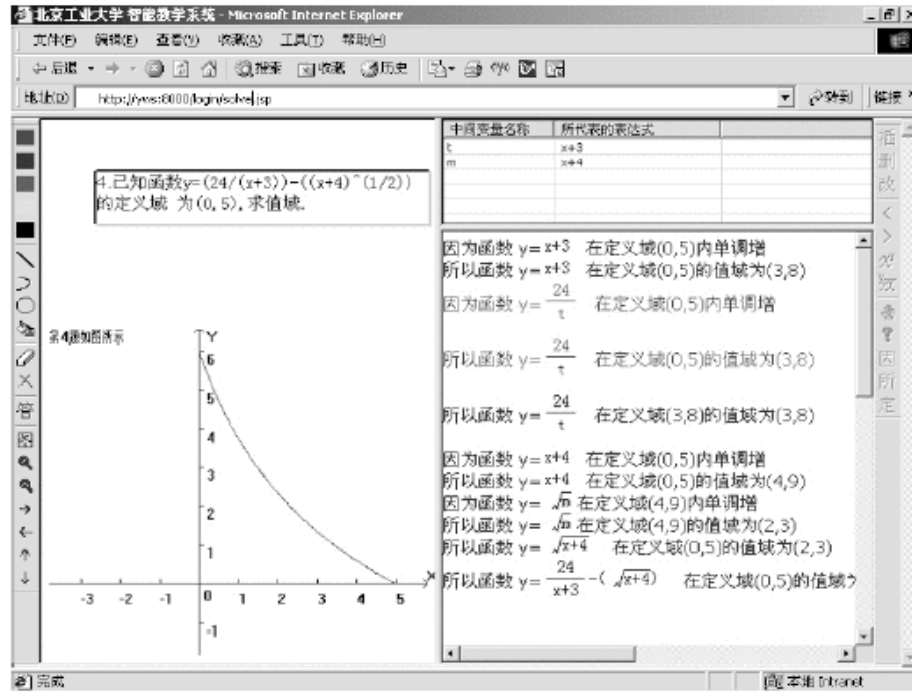 北京工业大学 智能教学系统 - Microsoft Internet Explorer
文件(F) 编辑(E) 查看(V) 收藏(A) 工具(T) 帮助(H)
后退 搜索 收藏 历史
地址(D) http://yws:8000/login/solve.jsp 转到 链接
中间变量名称 所代表的表达式
t x+3
m x+4
4.已知函数y=(24/(x+3))-((x+4)^(1/2))
的定义域 为(0,5),求值域.
第4题如图所示
Y
6
5
4
3
2
1
-3 -2 -1 0 1 2 3 4 5 X
-1
因为函数 y= x+3 在定义域(0,5)内单调增
所以函数 y= x+3 在定义域(0,5)的值域为(3,8)
因为函数 y= 24/t 在定义域(0,5)内单调增
所以函数 y= 24/t 在定义域(0,5)的值域为(3,8)
所以函数 y= 24/t 在定义域(3,8)的值域为(3,8)
因为函数 y= x+4 在定义域(0,5)内单调增
所以函数 y= x+4 在定义域(0,5)的值域为(4,9)
因为函数 y= √m 在定义域(4,9)内单调增
所以函数 y= √m 在定义域(4,9)的值域为(2,3)
所以函数 y= √x+4 在定义域(0,5)的值域为(2,3)
所以函数 y= 24/x+3 -( √x+4) 在定义域(0,5)的值域
插
删
改
<
>
?
因
所
定
管
完成 本地 Intranet